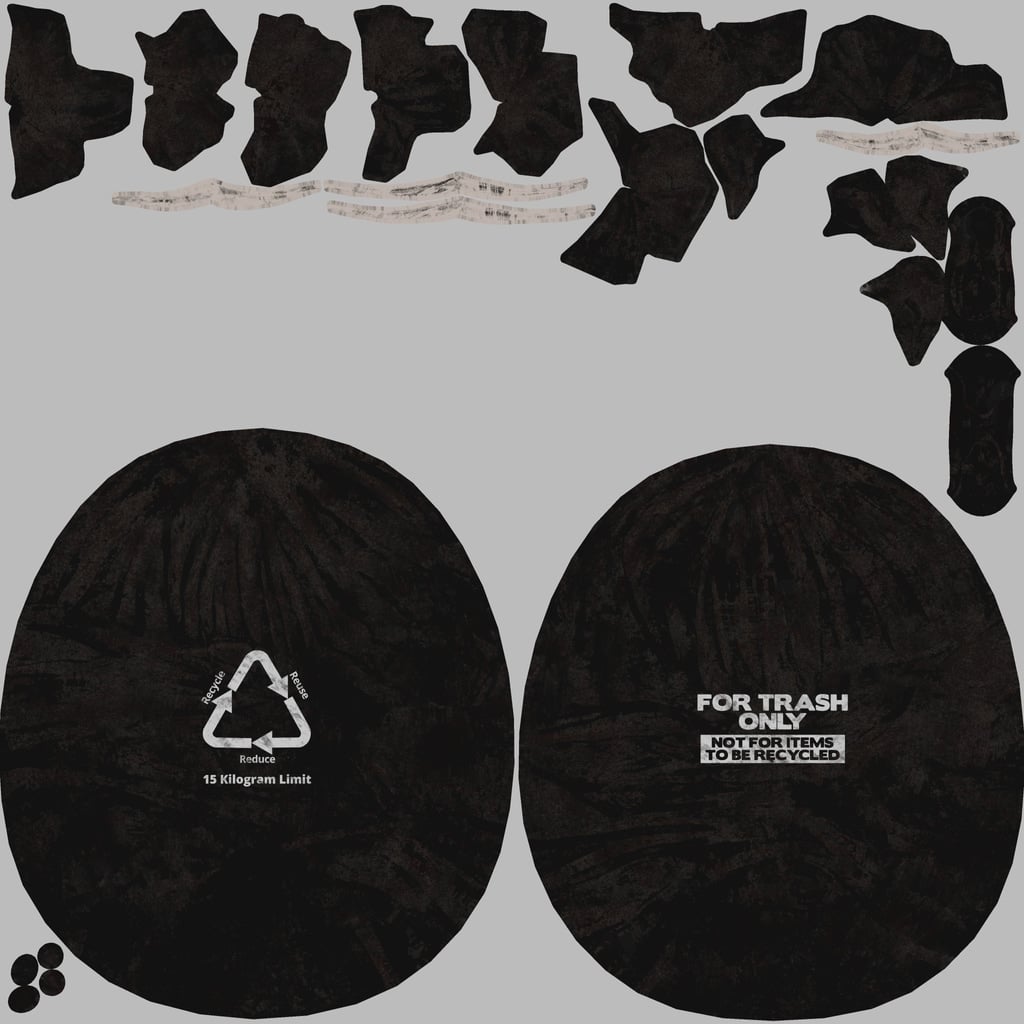 Recycle
Reuse
Reduce
15 Kilogram Limit
FOR TRASH
ONLY
NOT FOR ITEMS
TO BE RECYCLED